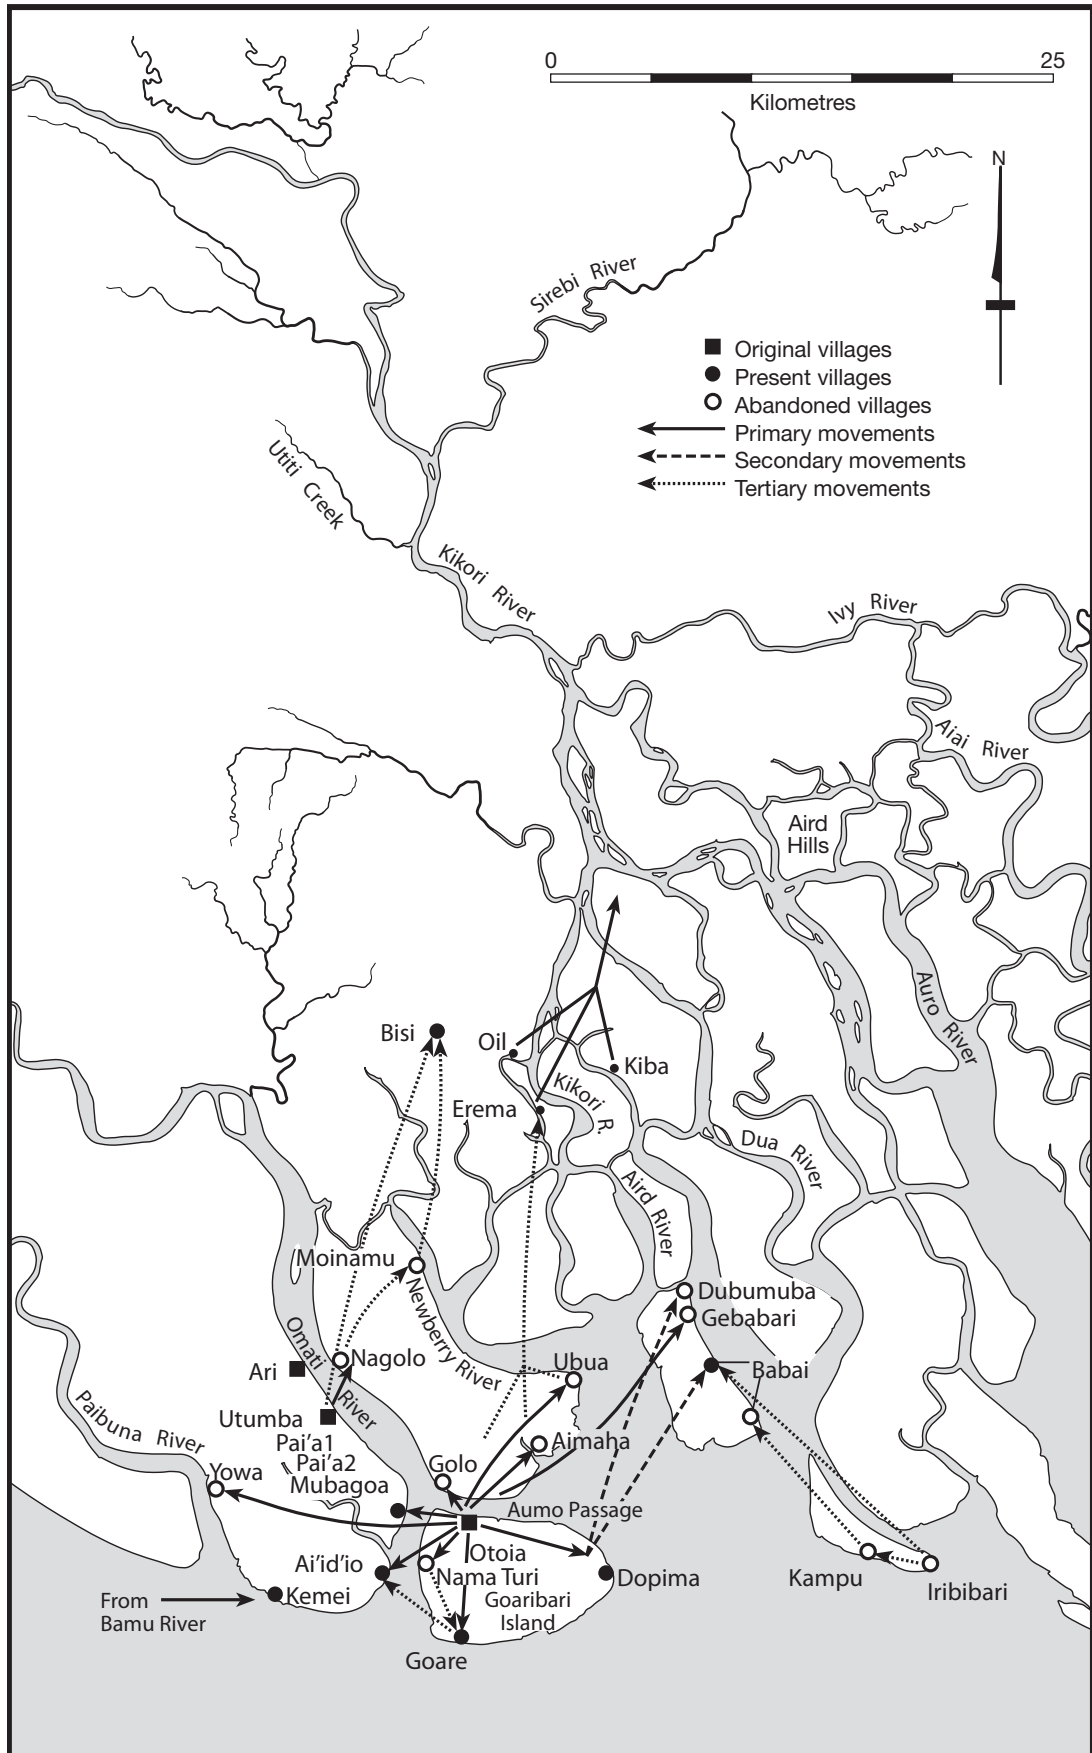 0
25
Kilometres
N
Sirebi River
Original villages
Present villages
Abandoned villages
Primary movements
Secondary movements
Tertiary movements
Utiti Creek
Kikori River
Ivy River
Aiai River
Aird
Hills
Auro River
Bisi
Oil
Kiba
Erema
Kikori R.
Dua River
Aird River
Moinamu
Newberry River
Dubumuba
Gebabari
Omati River
Nagolo
Ari
Ubua
Babai
Utumba
Paibuna River
Pai'a1
Pai'a2
Mubagoa
Yowa
Golo
Aimaha
Aumo Passage
Otoia
Ai'id'io
Nama Turi
Dopima
Kampu
Iribibari
From
Bamu River
Kemei
Goaribari
Island
Goare